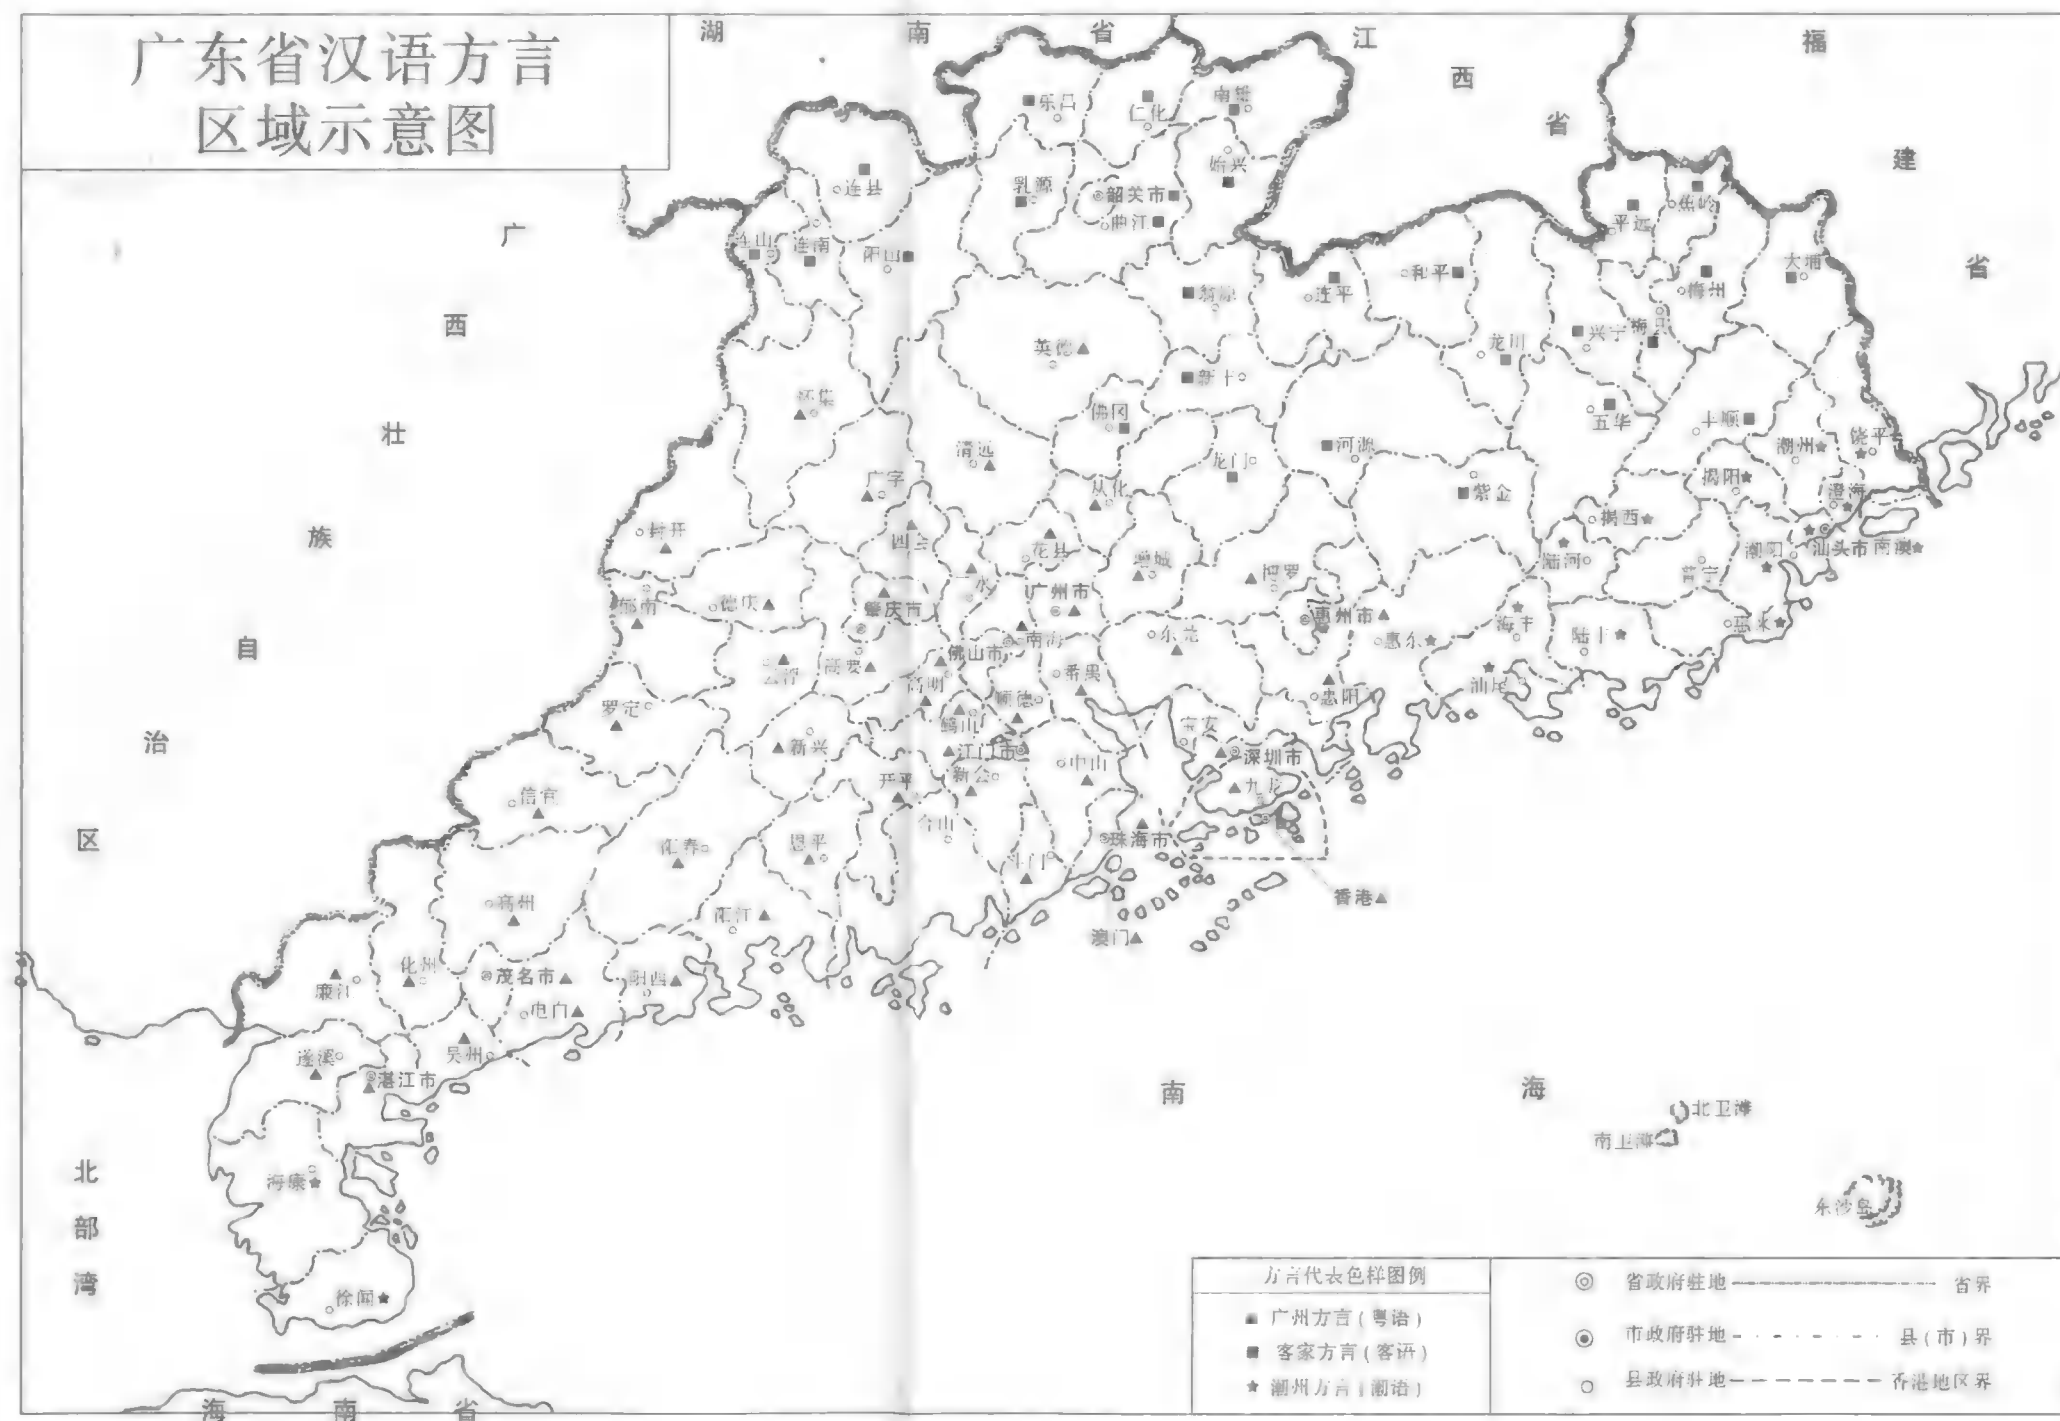 广东省汉语方言
区域示意图
湖南省
江西省
福建省
广西壮族自治区
北部湾
海南省
南海
乐昌
仁化
南雄
连县
乳源
韶关市
始兴
曲江
连山
连南
阳山
翁源
连平
和平
平远
蕉岭
大埔
梅州
兴宁
梅县
龙川
英德
新丰
怀集
佛冈
五华
丰顺
潮州
饶平
清远
龙门
河源
揭阳
澄海
广宁
从化
紫金
揭西
封开
四会
花县
增城
陆河
潮阳
汕头市
南澳
郁南
德庆
肇庆市
广州市
博罗
惠州市
普宁
海丰
陆丰
惠来
云浮
高要
佛山市
南海
东莞
惠东
高明
番禺
顺德
惠阳
汕尾
罗定
新兴
鹤山
江门市
宝安
深圳市
中山
开平
新会
九龙
信宜
台山
珠海市
阳春
恩平
斗门
香港
高州
阳江
澳门
廉江
化州
茂名市
阳西
电白
遂溪
吴州
湛江市
北卫滩
南卫滩
东沙岛
海康
徐闻
方言代表色样图例
广州方言(粤语)
客家方言(客语)
潮州方言(潮语)
省政府驻地 省界
市政府驻地 县(市)界
县政府驻地 香港地区界